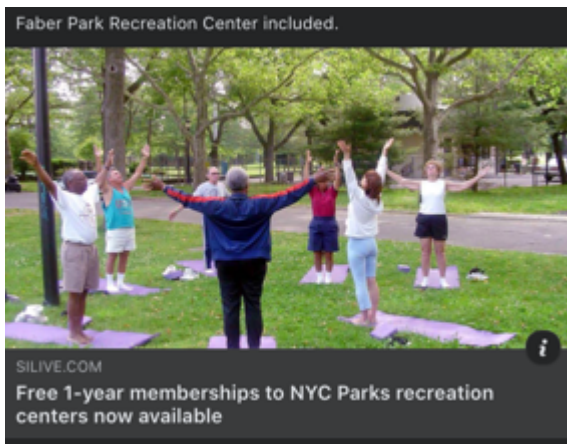 Faber Park Recreation Center included.
SILIVE.COM
Free 1-year memberships to NYC Parks recreation
centers now available